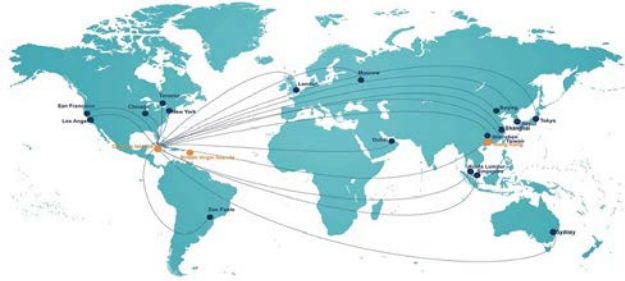 Moscow
London
Toronto
San Francisco
Chicago
New York
Los Angeles
Beijing
Tokyo
Shanghai
Shenzhen
Taiwan
Dubai
British Virgin Islands
Kuala Lumpur
Singapore
Sao Paulo
Sydney